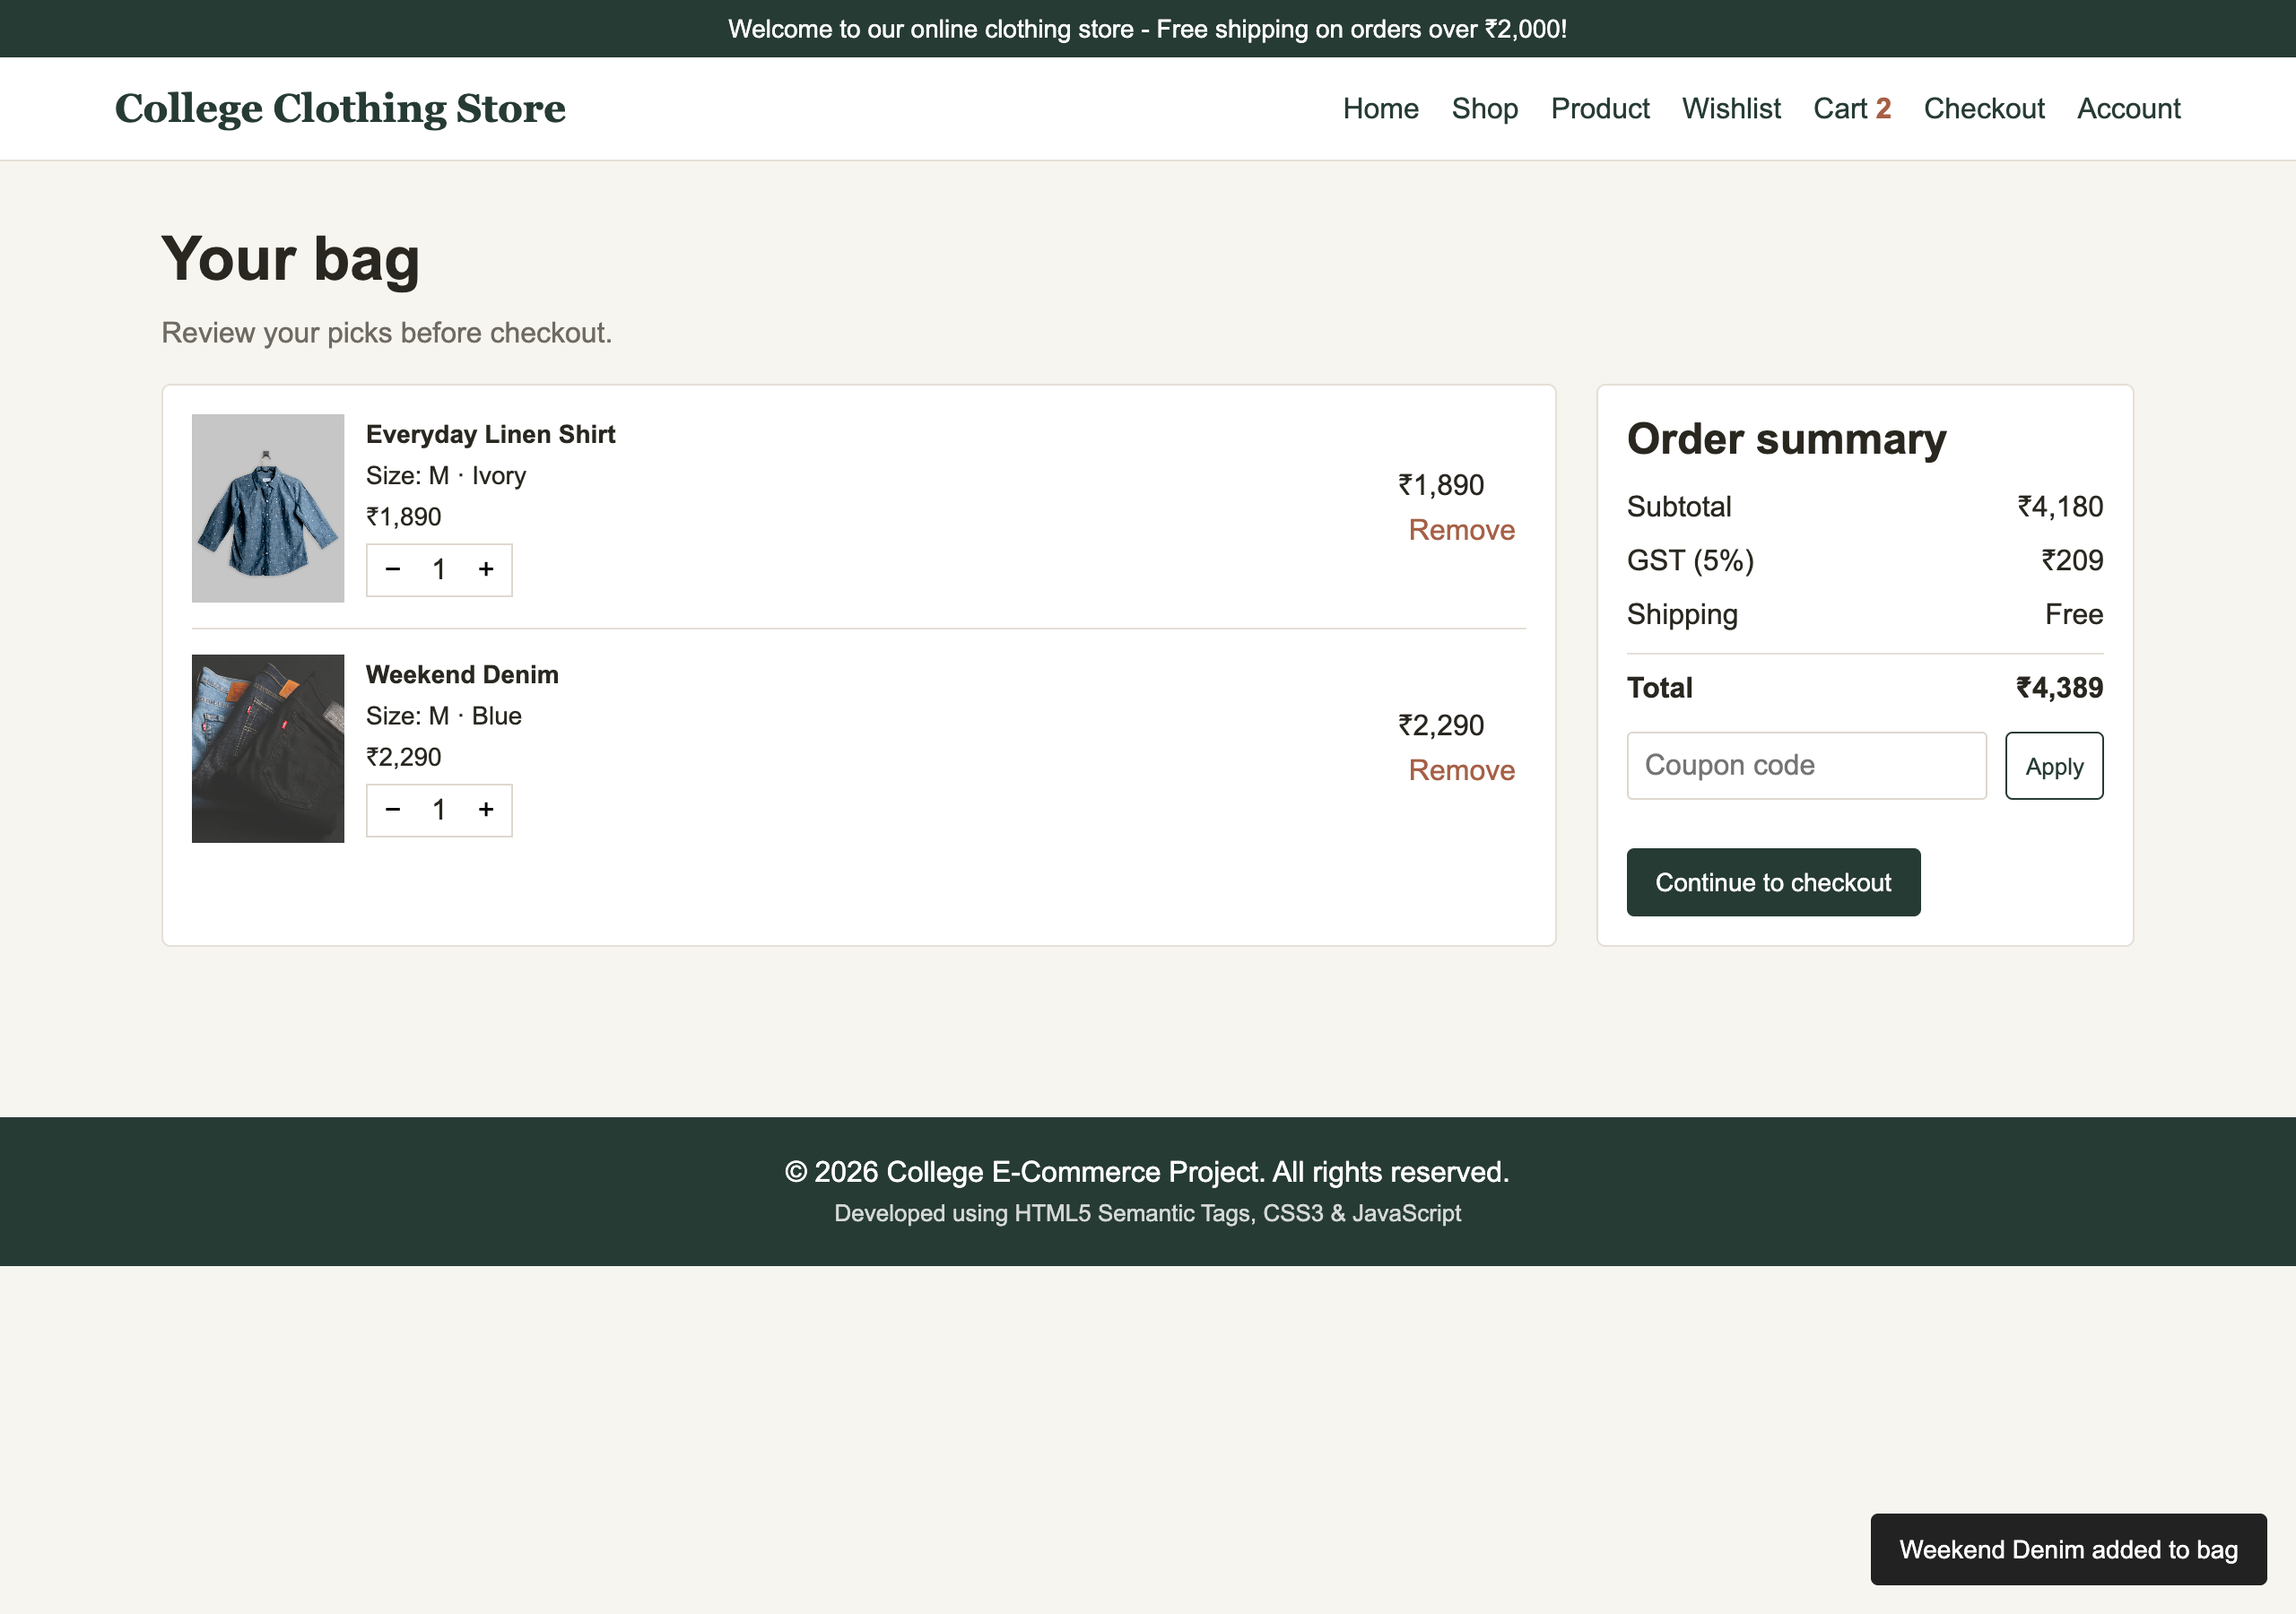 Welcome to our online clothing store - Free shipping on orders over ₹2,000!
College Clothing Store
Home Shop Product Wishlist Cart 2 Checkout Account
Your bag
Review your picks before checkout.
Everyday Linen Shirt
Size: M · Ivory
₹1,890
− 1 +
₹1,890
Remove
Weekend Denim
Size: M · Blue
₹2,290
− 1 +
₹2,290
Remove
Order summary
Subtotal ₹4,180
GST (5%) ₹209
Shipping Free
Total ₹4,389
Coupon code Apply
Continue to checkout
© 2026 College E-Commerce Project. All rights reserved.
Developed using HTML5 Semantic Tags, CSS3 & JavaScript
Weekend Denim added to bag